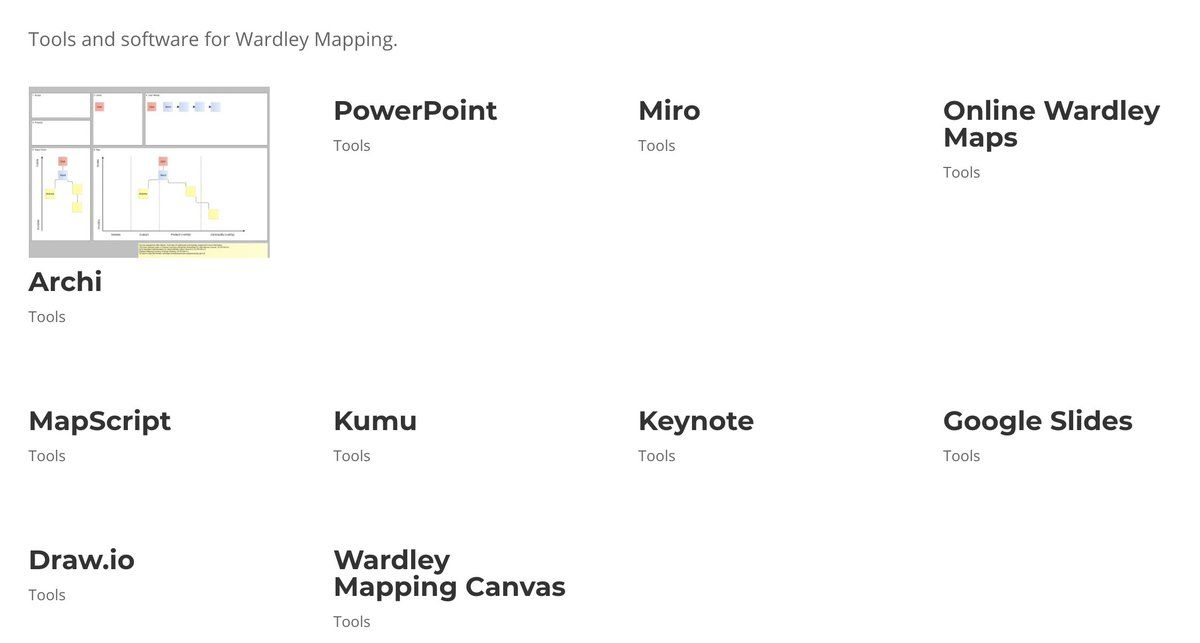 Tools and software for Wardley Mapping.
Archi
Tools
PowerPoint
Tools
Miro
Tools
Online Wardley
Maps
Tools
MapScript
Tools
Kumu
Tools
Keynote
Tools
Google Slides
Tools
Draw.io
Tools
Wardley
Mapping Canvas
Tools